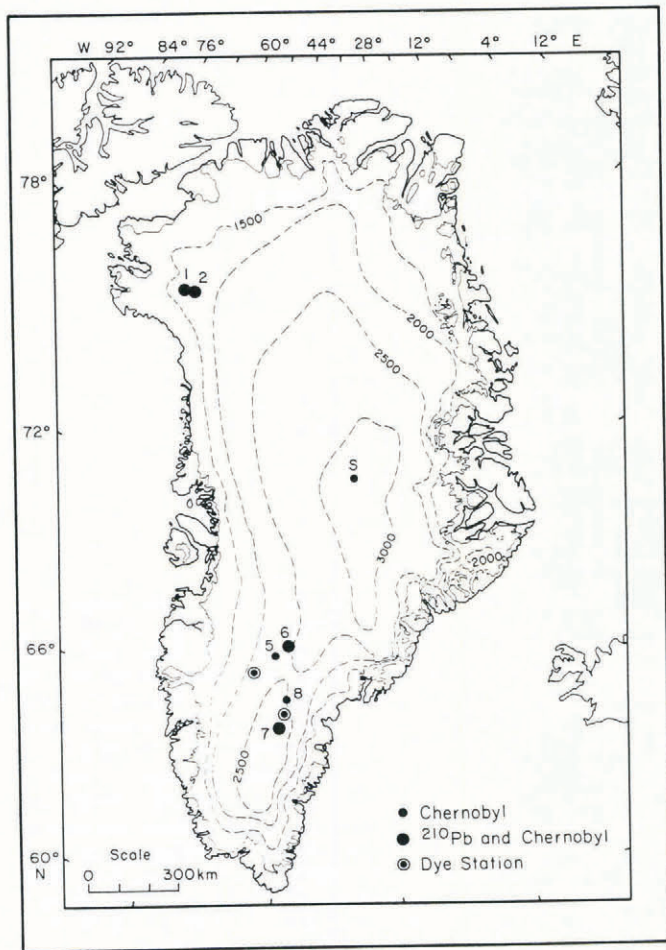 W 92° 84° 76° 60° 44° 28° 12° 4° 12° E
78°
1500
1 2
2000
2500
72°
S
3000
2000
66°
6
5
8
7
2500
Chernobyl
²¹⁰Pb and Chernobyl
Dye Station
60°
N
Scale
0 300km